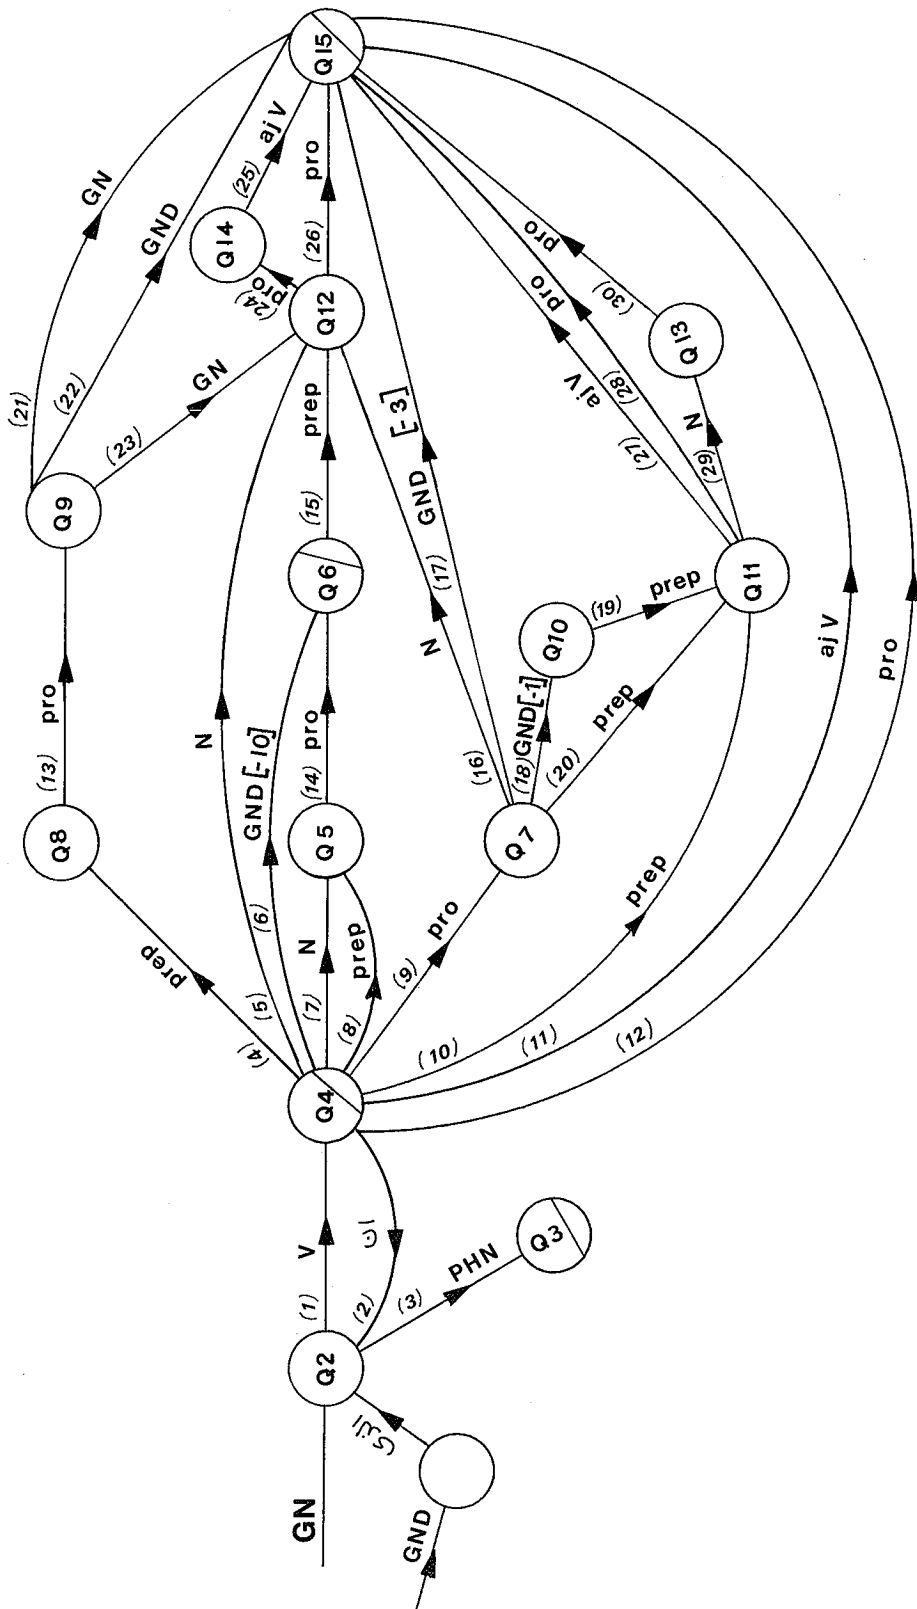 GN
GND
الذى
Q2
(1)
V
(2)
ان
(3)
PHN
Q3
Q4
(4)
prep
(5)
N
(6)
GND [-10]
(7)
N
(8)
prep
(9)
pro
(10)
prep
(11)
aj V
(12)
pro
Q8
(13)
pro
Q5
(14)
pro
Q6
(15)
prep
Q7
(16)
N
(17)
GND [-3]
(18)
GND[-1]
Q10
(19)
prep
(20)
prep
Q9
(21)
GN
(22)
GND
(23)
GN
Q12
(24)
pro
Q14
(25)
aj V
(26)
pro
Q11
(27)
aj V
(28)
pro
(29)
N
Q13
(30)
pro
Q15